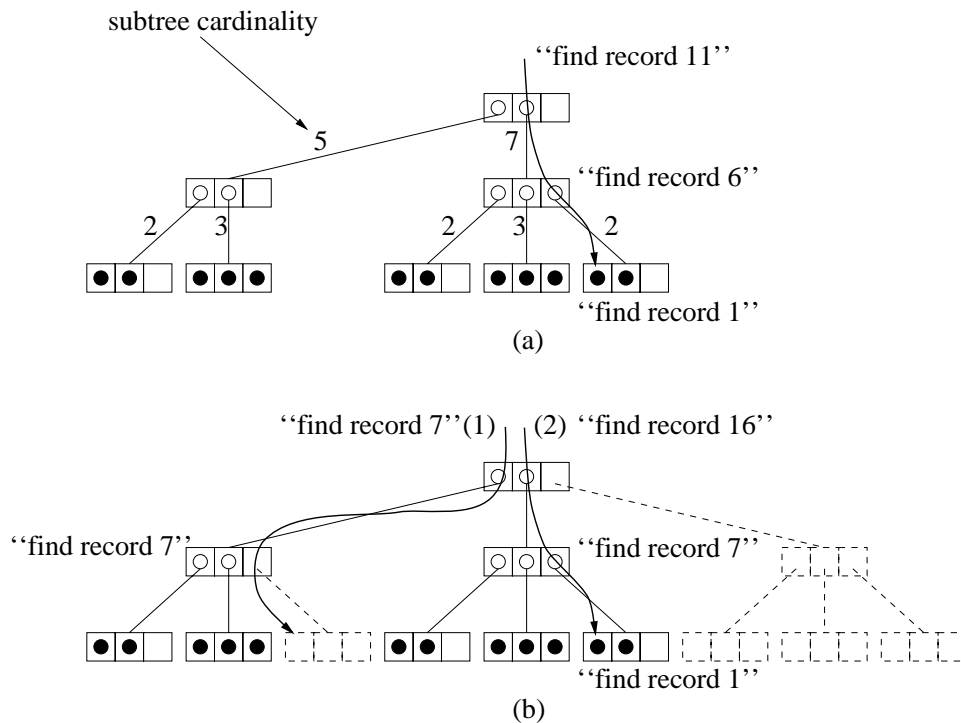 subtree cardinality
‘‘find record 11’’
5
7
‘‘find record 6’’
2
3
2
3
2
‘‘find record 1’’
(a)
‘‘find record 7’’(1)
(2) ‘‘find record 16’’
‘‘find record 7’’
‘‘find record 7’’
‘‘find record 1’’
(b)